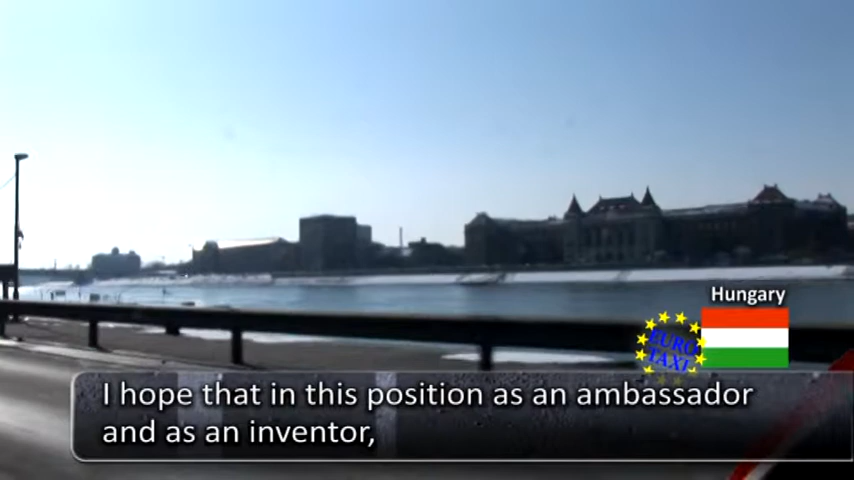 Hungary
EURO
TAXI
I hope that in this position as an ambassador
and as an inventor,